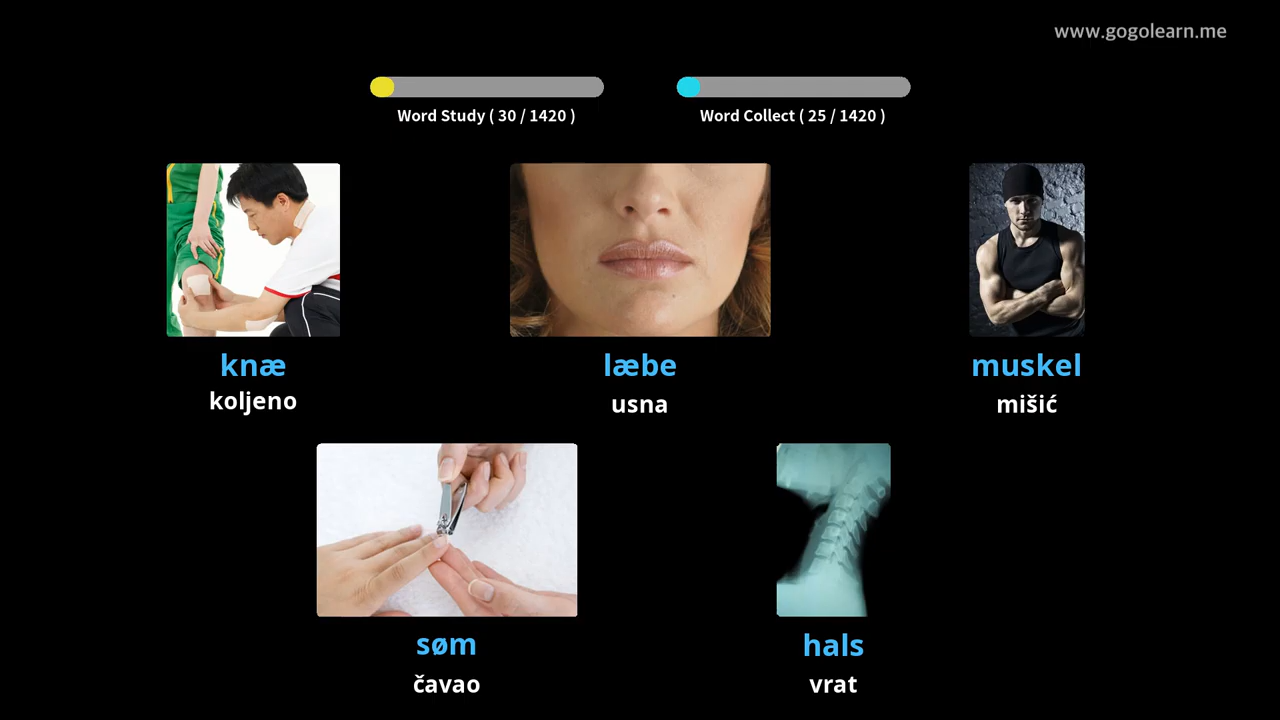 www.gogolearn.me
Word Study ( 30 / 1420 )
Word Collect ( 25 / 1420 )
knæ
koljeno
læbe
usna
muskel
mišić
søm
čavao
hals
vrat